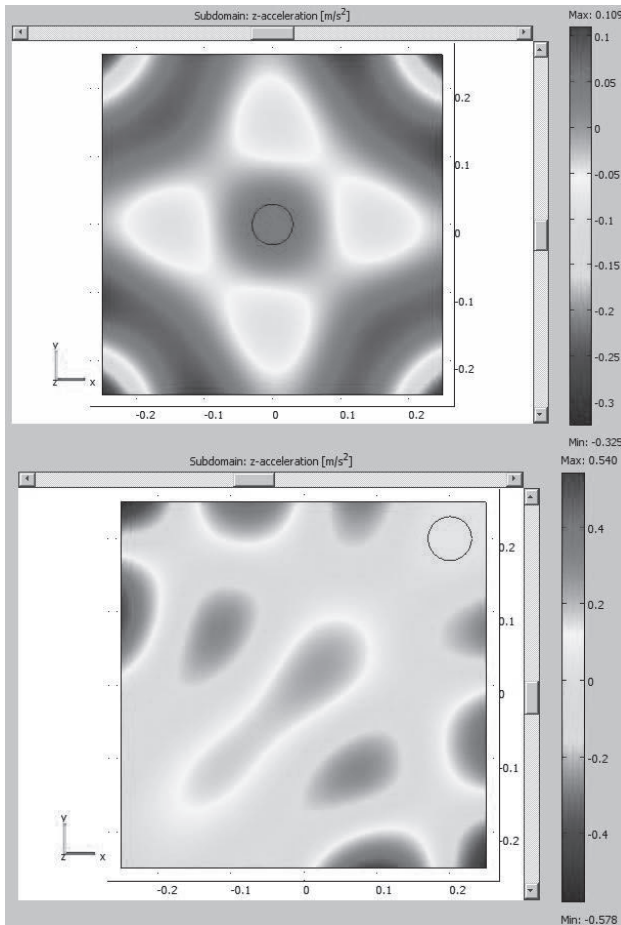 Subdomain: z-acceleration [m/s²]
Max: 0.109
0.1
0.05
0
-0.05
-0.1
-0.15
-0.2
-0.25
-0.3
Min: -0.325
0.2
0.1
0
-0.1
-0.2
y
z x
-0.2 -0.1 0 0.1 0.2
Subdomain: z-acceleration [m/s²]
Max: 0.540
0.4
0.2
0
-0.2
-0.4
Min: -0.578
0.2
0.1
0
-0.1
-0.2
y
z x
-0.2 -0.1 0 0.1 0.2